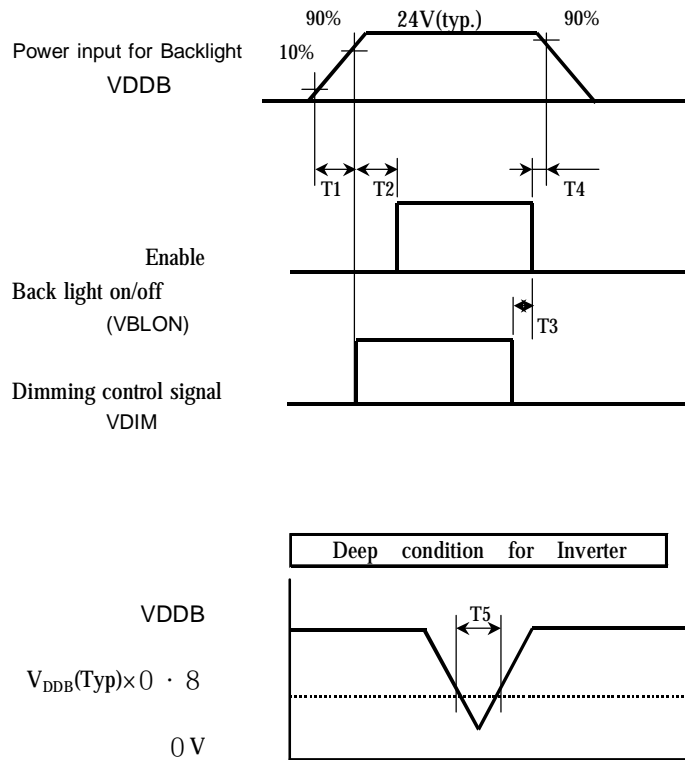 90% 24V(typ.) 90%
Power input for Backlight 10%
VDDB
T1 T2 T4
Enable
Back light on/off
(VBLON) T3
Dimming control signal
VDIM
Deep condition for Inverter
VDDB T5
VDDB(Typ)×0・8
0V